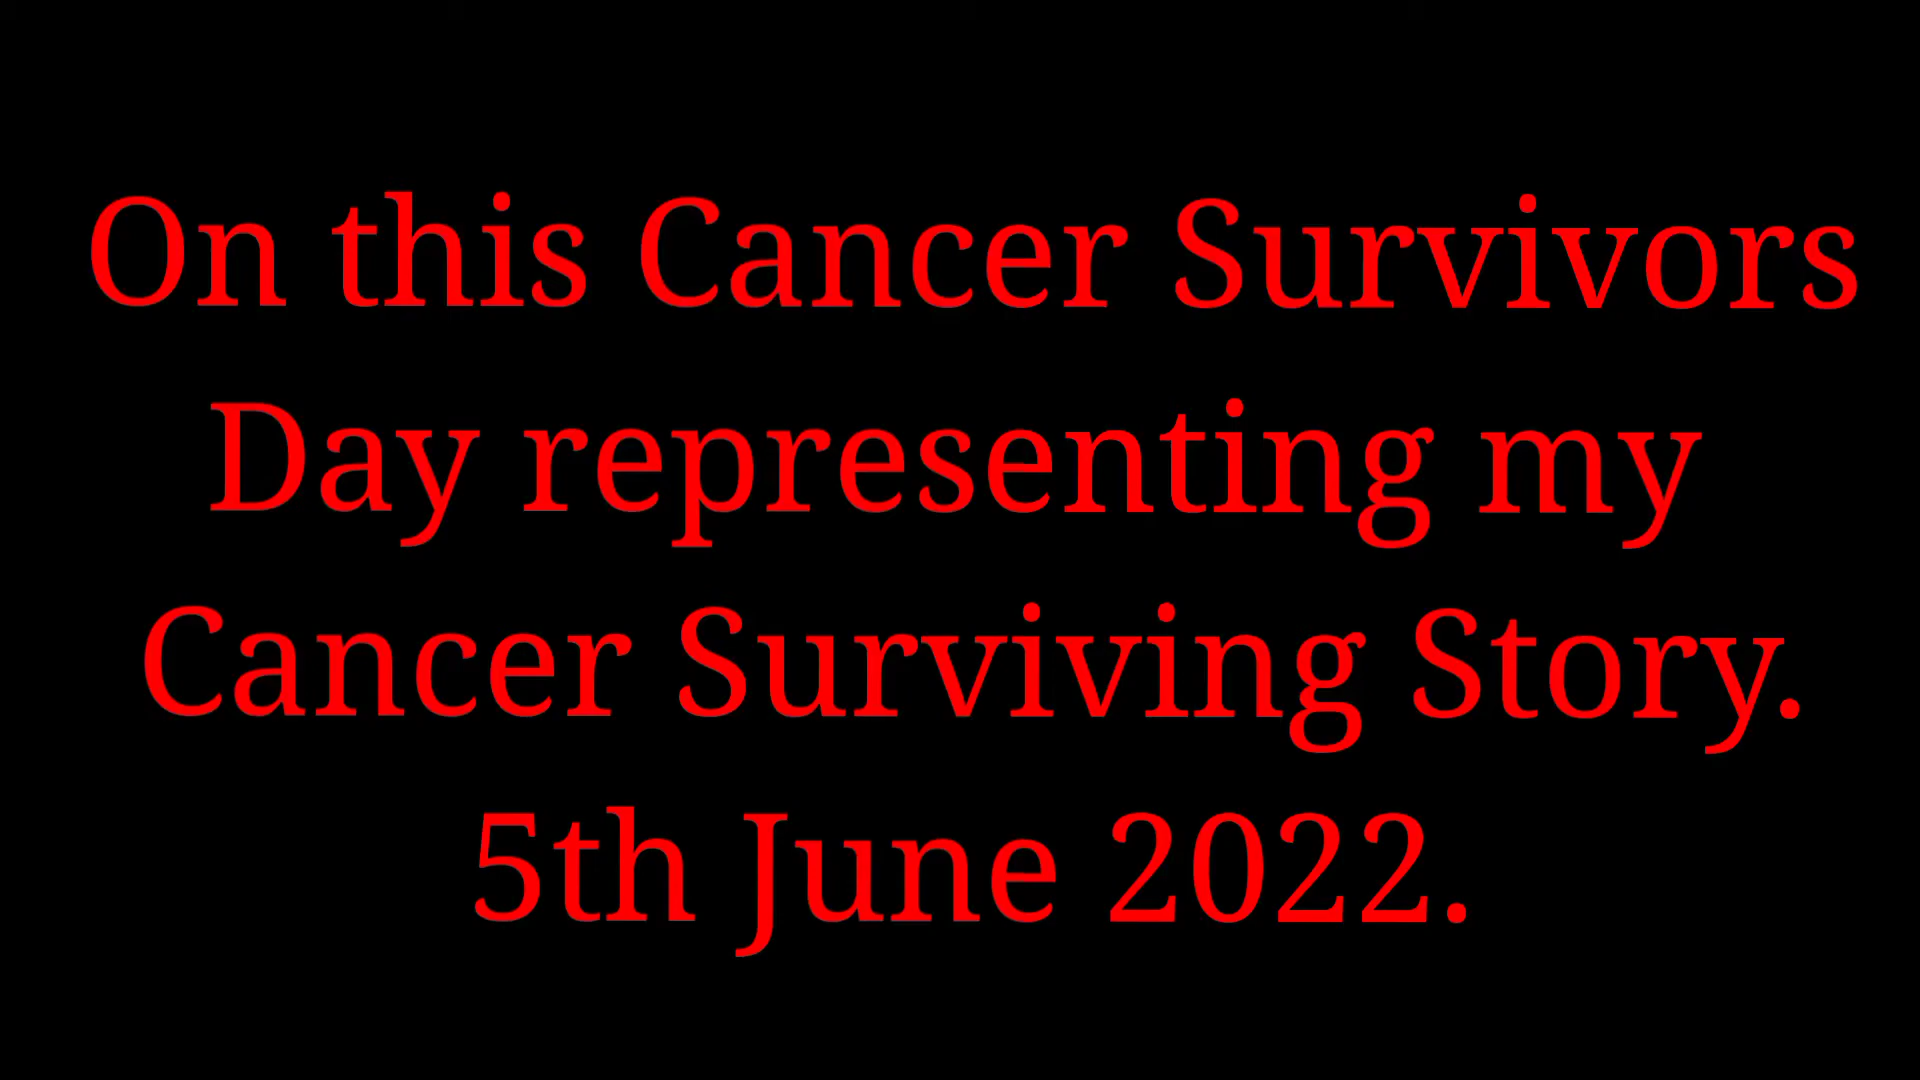 On this Cancer Survivors
Day representing my
Cancer Surviving Story.
5th June 2022.